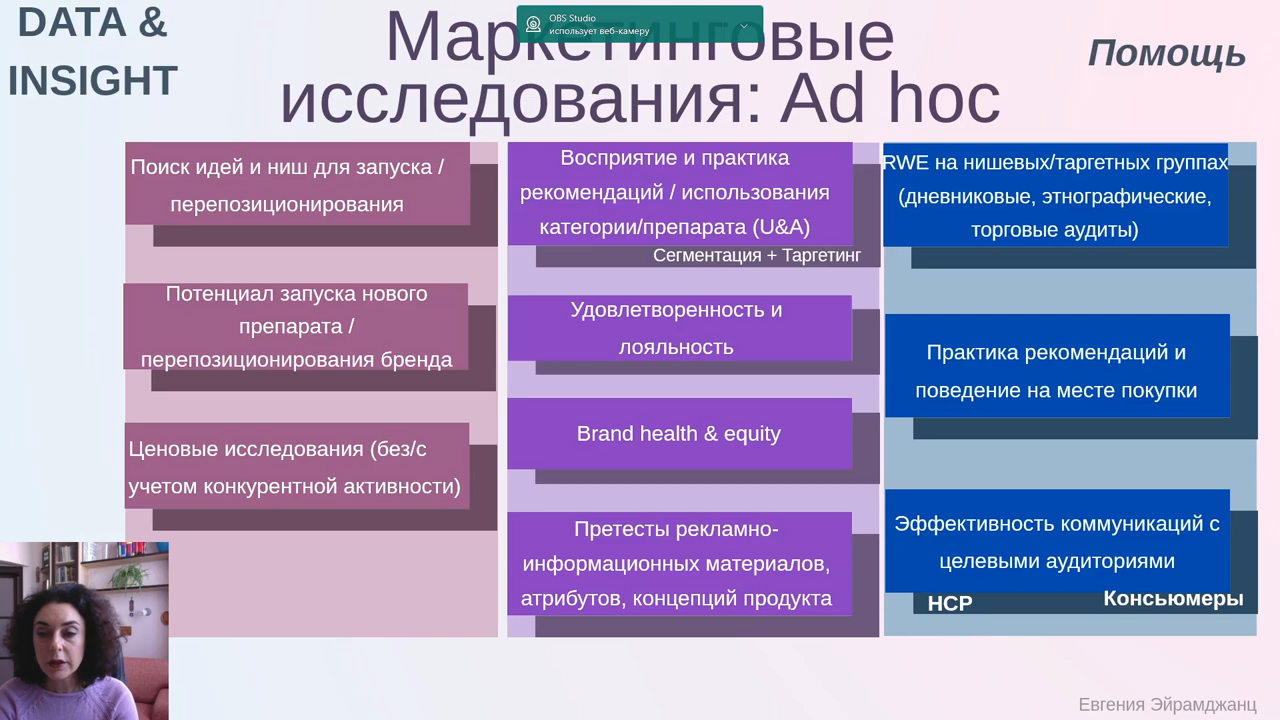 DATA &
INSIGHT
OBS Studio
использует веб-камеру
Маркетинговые
исследования: Ad hoc
Помощь
Поиск идей и ниш для запуска /
перепозиционирования
Потенциал запуска нового
препарата /
перепозиционирования бренда
Ценовые исследования (без/с
учетом конкурентной активности)
Восприятие и практика
рекомендаций / использования
категории/препарата (U&A)
Сегментация + Таргетинг
Удовлетворенность и
лояльность
Brand health & equity
Претесты рекламно-
информационных материалов,
атрибутов, концепций продукта
RWE на нишевых/таргетных группах
(дневниковые, этнографические,
торговые аудиты)
Практика рекомендаций и
поведение на месте покупки
Эффективность коммуникаций с
целевыми аудиториями
HCP
Консьюмеры
Евгения Эйрамджанц